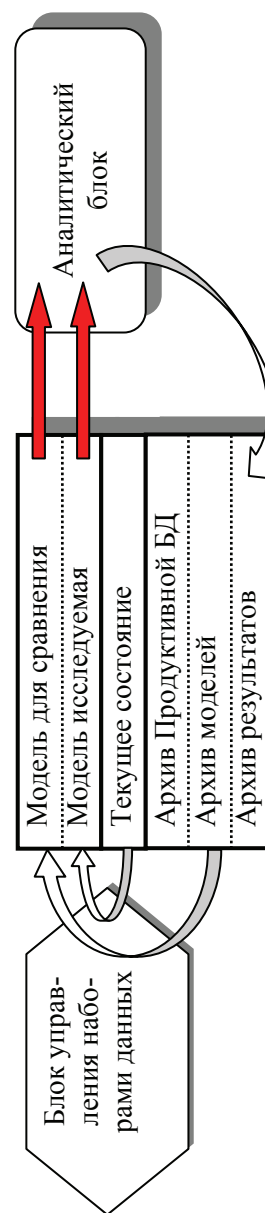 Блок управ-
ления набо-
рами данных
Модель для сравнения
Модель исследуемая
Текущее состояние
Архив Продуктивной БД
Архив моделей
Архив результатов
Аналитический
блок